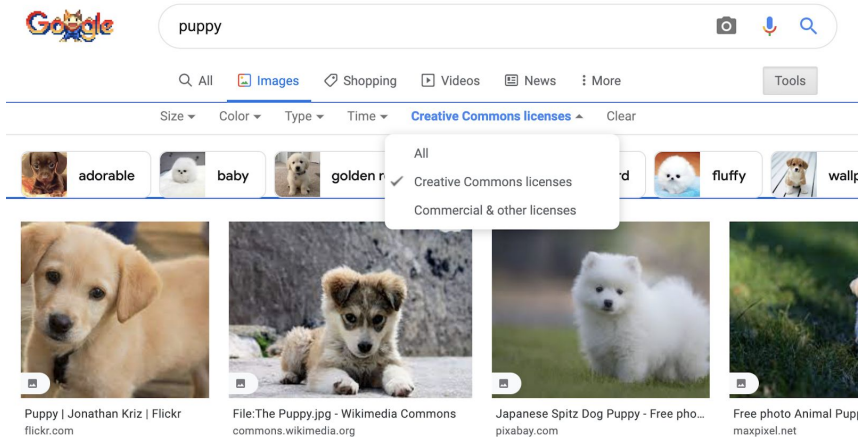 Google
puppy
All Images Shopping Videos News More Tools
Size Color Type Time Creative Commons licenses Clear
All
Creative Commons licenses
Commercial & other licenses
adorable baby golden fluffy
Puppy | Jonathan Kriz | Flickr
flickr.com
File:The Puppy.jpg - Wikimedia Commons
commons.wikimedia.org
Japanese Spitz Dog Puppy - Free pho...
pixabay.com
Free photo Animal Pup
maxpixel.net